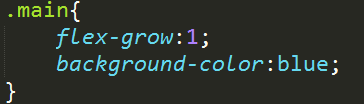 .main{
    flex-grow:1;
    background-color:blue;
}